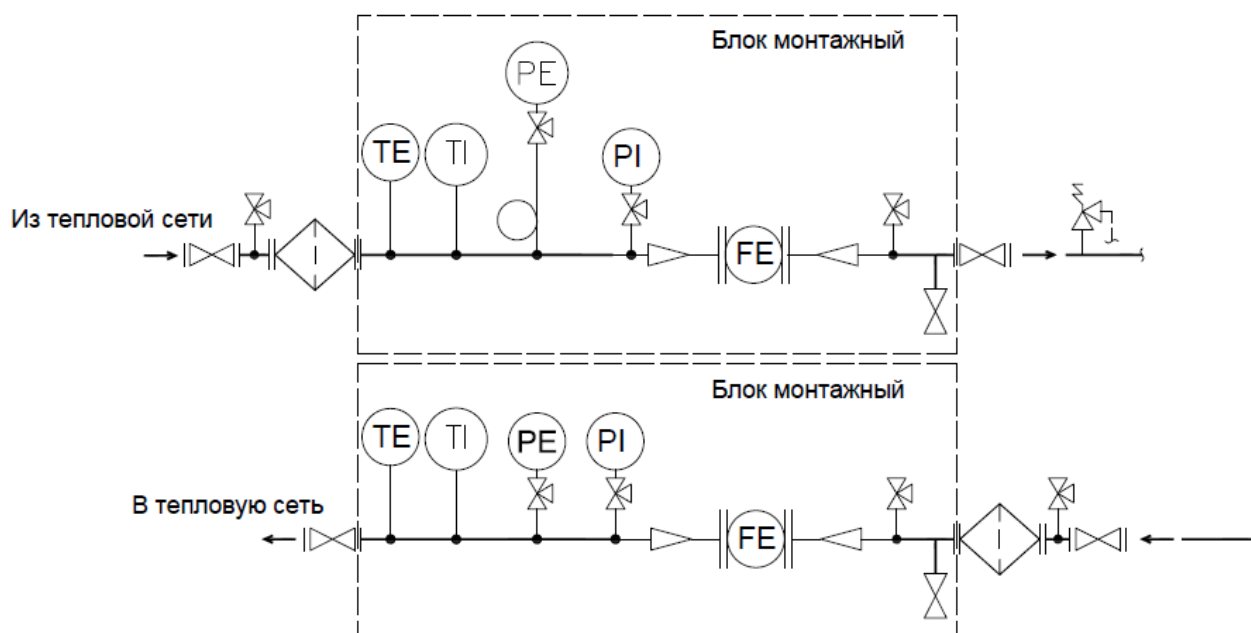 Блок монтажный
PE
TE
TI
PI
Из тепловой сети
FE
Блок монтажный
TE
TI
PE
PI
В тепловую сеть
FE